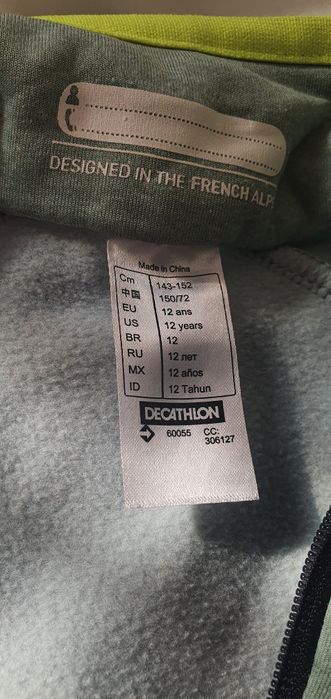 DESIGNED IN THE FRENCH ALPS
Made in China
Cm 143-152
中国 150/72
EU 12 ans
US 12 years
BR 12
RU 12 лет
MX 12 años
ID 12 Tahun
DECATHLON
60055 CC: 306127